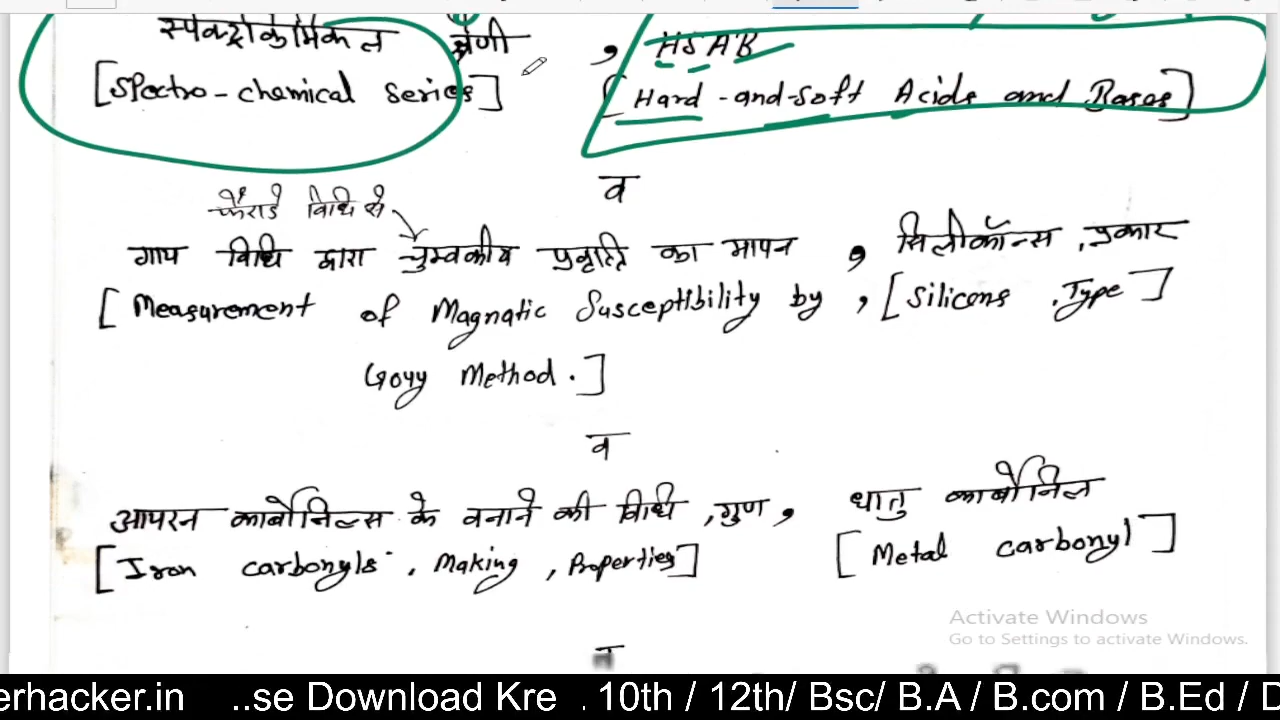 स्पेक्ट्रोकेमिकल श्रेणी , HSAB
[Spectro-chemical Series] [Hard-and-Soft Acids and Bases]
व
फैराडे विधि से
गाय विधि द्वारा चुम्बकीय प्रवृत्ति का मापन , सिलीकॉन्स , प्रकार
[Measurement of Magnatic Susceptibility by , [Silicons , Type]
Gouy Method .]
व
आयरन कार्बोनिल्स के बनाने की विधि , गुण , धातु कार्बोनिल
[Iron carbonyls , Making , Properties] [Metal carbonyl]
व
Activate Windows
Go to Settings to activate Windows.
erhacker.in ..se Download Kre . 10th / 12th/ Bsc/ B.A / B.com / B.Ed / D